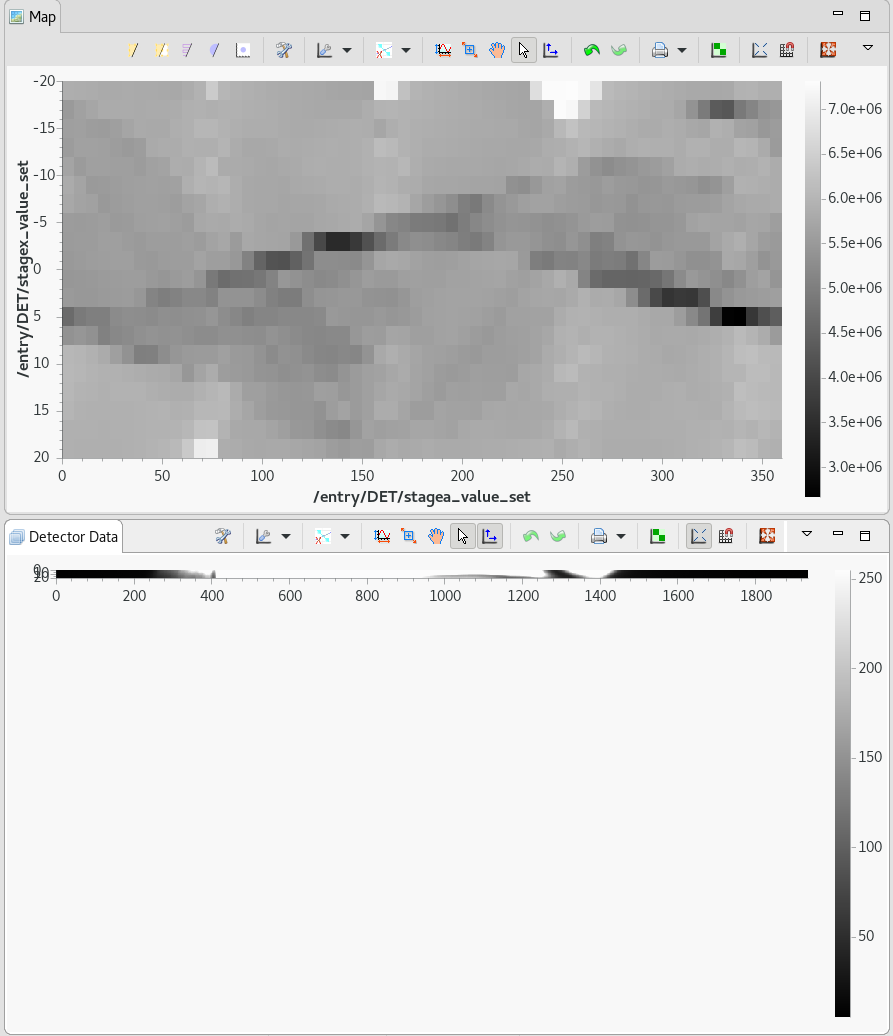 Map
-20
-15
-10
-5
0
5
10
15
20
/entry/DET/stagex_value_set
0 50 100 150 200 250 300 350
/entry/DET/stagea_value_set
7.0e+06
6.5e+06
6.0e+06
5.5e+06
5.0e+06
4.5e+06
4.0e+06
3.5e+06
3.0e+06
Detector Data
20
0 200 400 600 800 1000 1200 1400 1600 1800
250
200
150
100
50